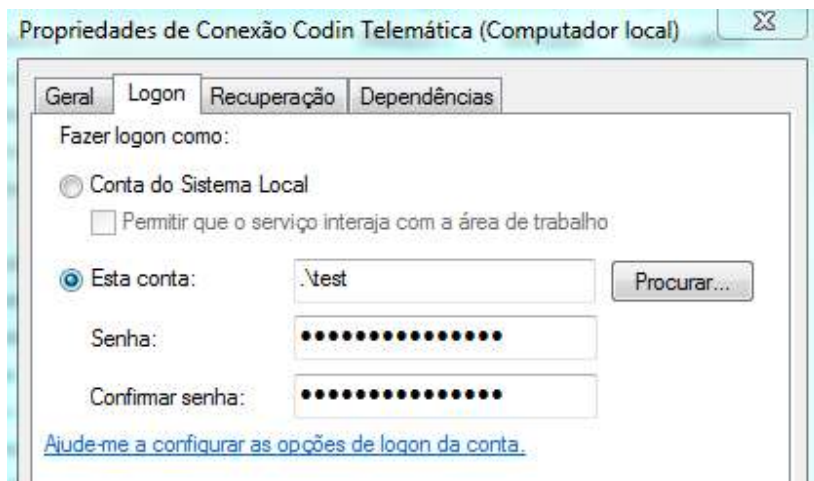 Propriedades de Conexão Codin Telemática (Computador local)
Geral Logon Recuperação Dependências
Fazer logon como:
Conta do Sistema Local
Permitir que o serviço interaja com a área de trabalho
Esta conta: .\test Procurar...
Senha: •••••••••••••••
Confirmar senha: •••••••••••••••
Ajude-me a configurar as opções de logon da conta.